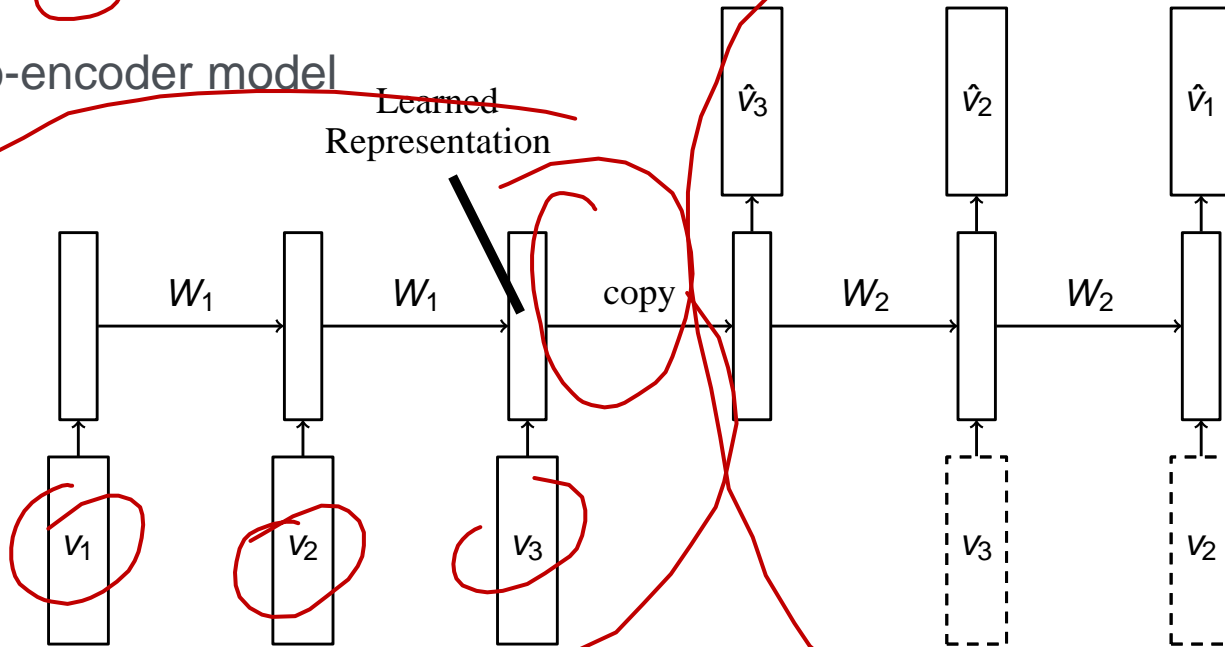 o-encoder model
Learned
Representation
v̂3 v̂2 v̂1
W1 W1 copy W2 W2
v1 v2 v3 v3 v2